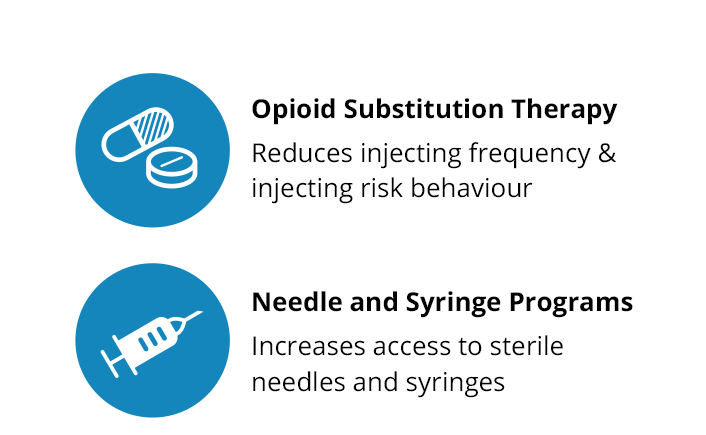 Opioid Substitution Therapy
Reduces injecting frequency &
injecting risk behaviour
Needle and Syringe Programs
Increases access to sterile
needles and syringes